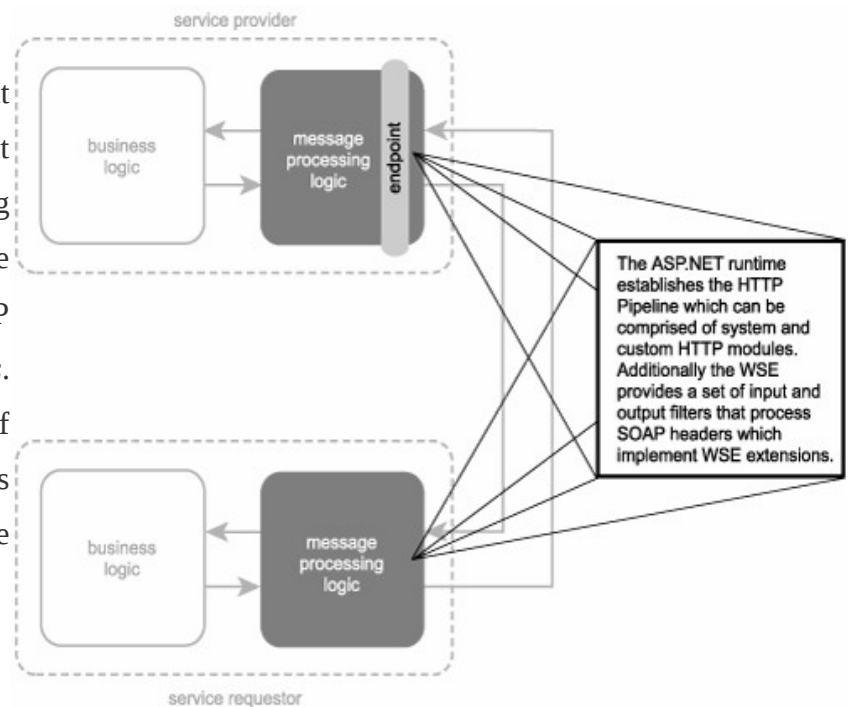 service provider
t
t
g
e
P
.
f
s
e
business
logic
message
processing
logic
endpoint
The ASP.NET runtime
establishes the HTTP
Pipeline which can be
comprised of system and
custom HTTP modules.
Additionally the WSE
provides a set of input and
output filters that process
SOAP headers which
implement WSE extensions.
business
logic
message
processing
logic
service requestor